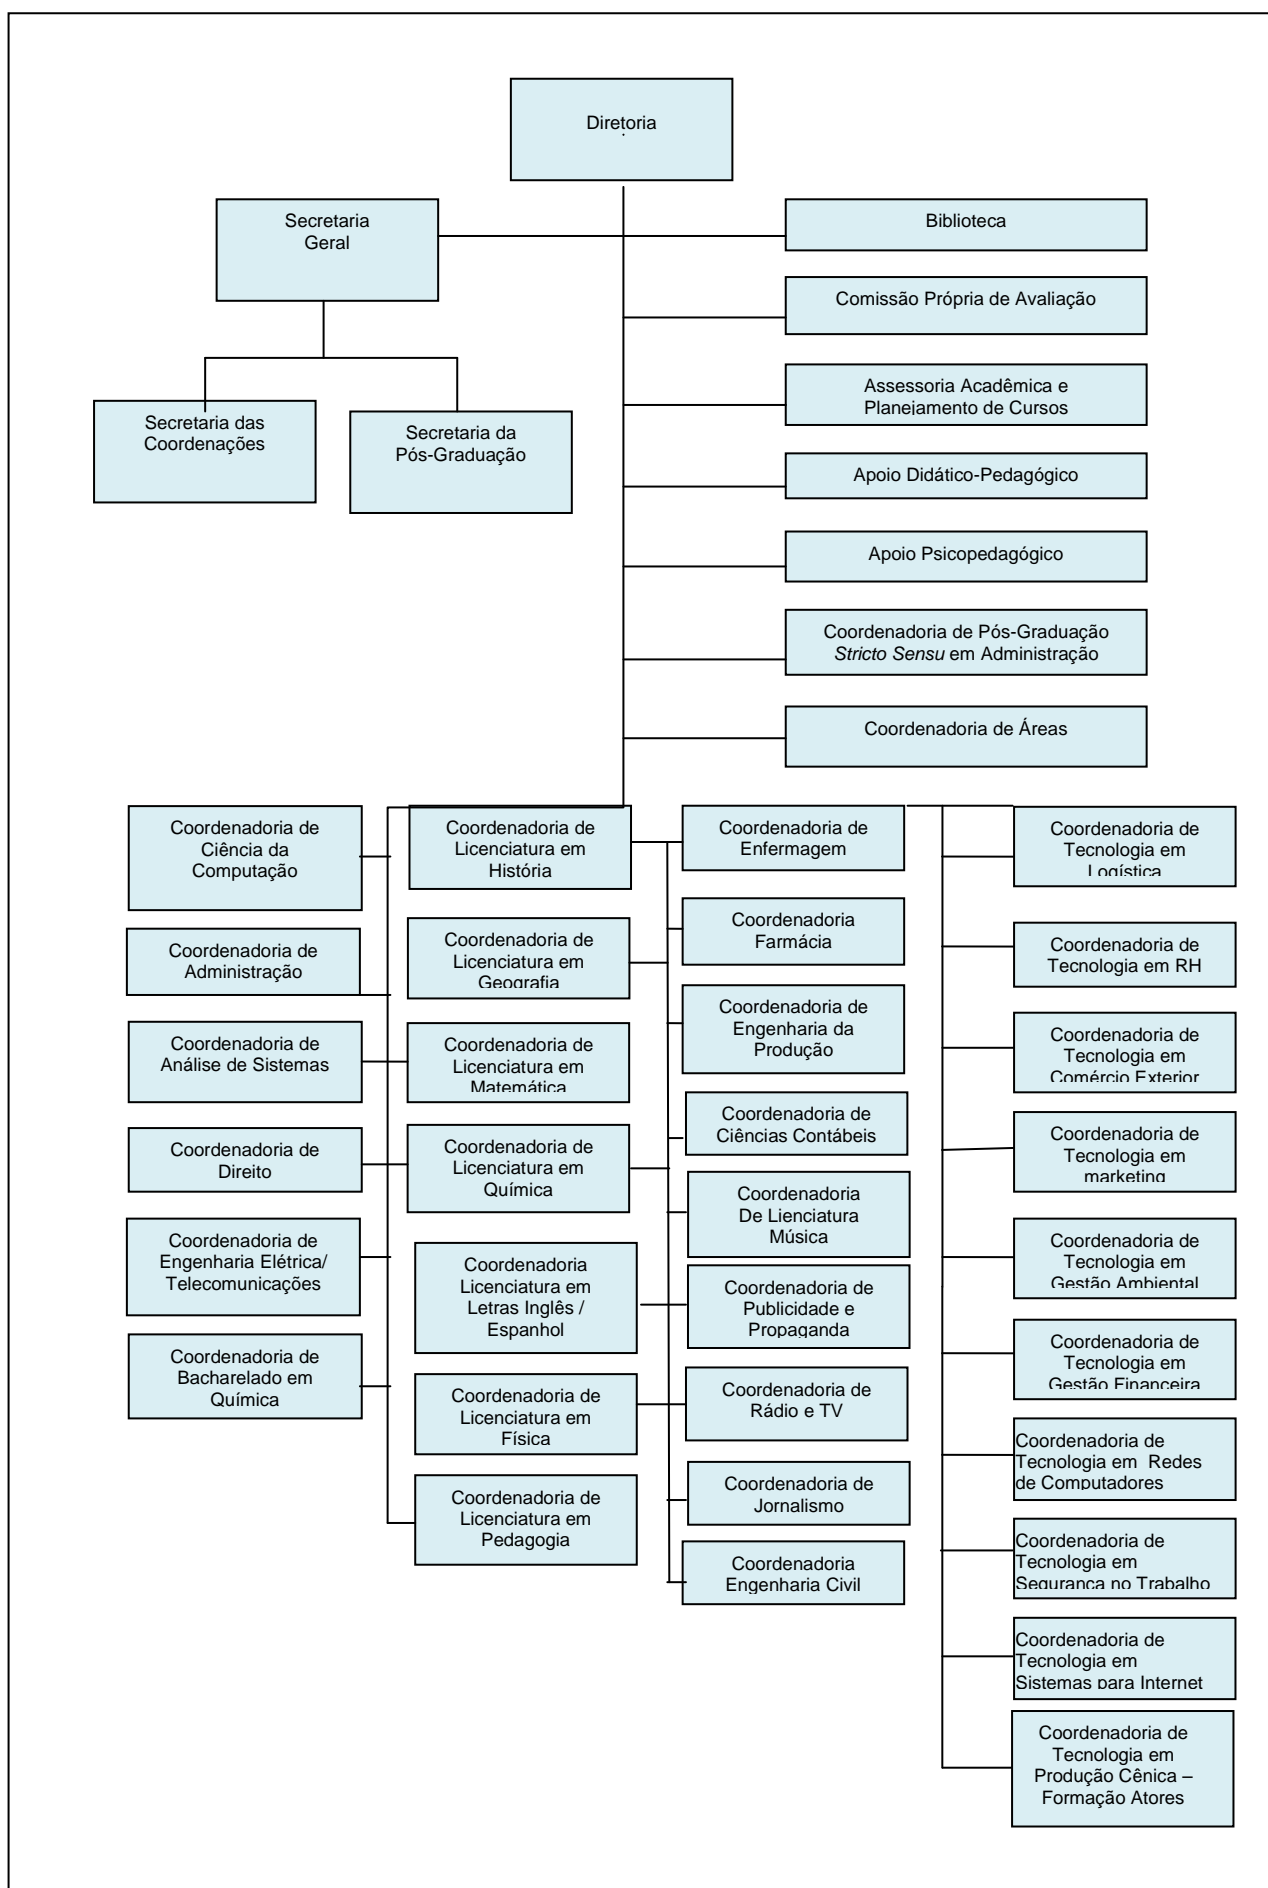 Diretoria
Secretaria
Geral
Biblioteca
Comissão Própria de Avaliação
Assessoria Acadêmica e
Planejamento de Cursos
Secretaria das
Coordenações
Secretaria da
Pós-Graduação
Apoio Didático-Pedagógico
Apoio Psicopedagógico
Coordenadoria de Pós-Graduação
Stricto Sensu em Administração
Coordenadoria de Áreas
Coordenadoria de
Ciência da
Computação
Coordenadoria de
Administração
Coordenadoria de
Análise de Sistemas
Coordenadoria de
Direito
Coordenadoria de
Engenharia Elétrica/
Telecomunicações
Coordenadoria de
Bacharelado em
Química
Coordenadoria de
Licenciatura em
História
Coordenadoria de
Licenciatura em
Geografia
Coordenadoria de
Licenciatura em
Matemática
Coordenadoria de
Licenciatura em
Química
Coordenadoria
Licenciatura em
Letras Inglês /
Espanhol
Coordenadoria de
Licenciatura em
Física
Coordenadoria de
Licenciatura em
Pedagogia
Coordenadoria de
Enfermagem
Coordenadoria
Farmácia
Coordenadoria de
Engenharia da
Produção
Coordenadoria de
Ciências Contábeis
Coordenadoria
De Lienciatura
Música
Coordenadoria de
Publicidade e
Propaganda
Coordenadoria de
Rádio e TV
Coordenadoria de
Jornalismo
Coordenadoria
Engenharia Civil
Coordenadoria de
Tecnologia em
Logística
Coordenadoria de
Tecnologia em RH
Coordenadoria de
Tecnologia em
Comércio Exterior
Coordenadoria de
Tecnologia em
marketing
Coordenadoria de
Tecnologia em
Gestão Ambiental
Coordenadoria de
Tecnologia em
Gestão Financeira
Coordenadoria de
Tecnologia em Redes
de Computadores
Coordenadoria de
Tecnologia em
Segurança no Trabalho
Coordenadoria de
Tecnologia em
Sistemas para Internet
Coordenadoria de
Tecnologia em
Produção Cênica –
Formação Atores